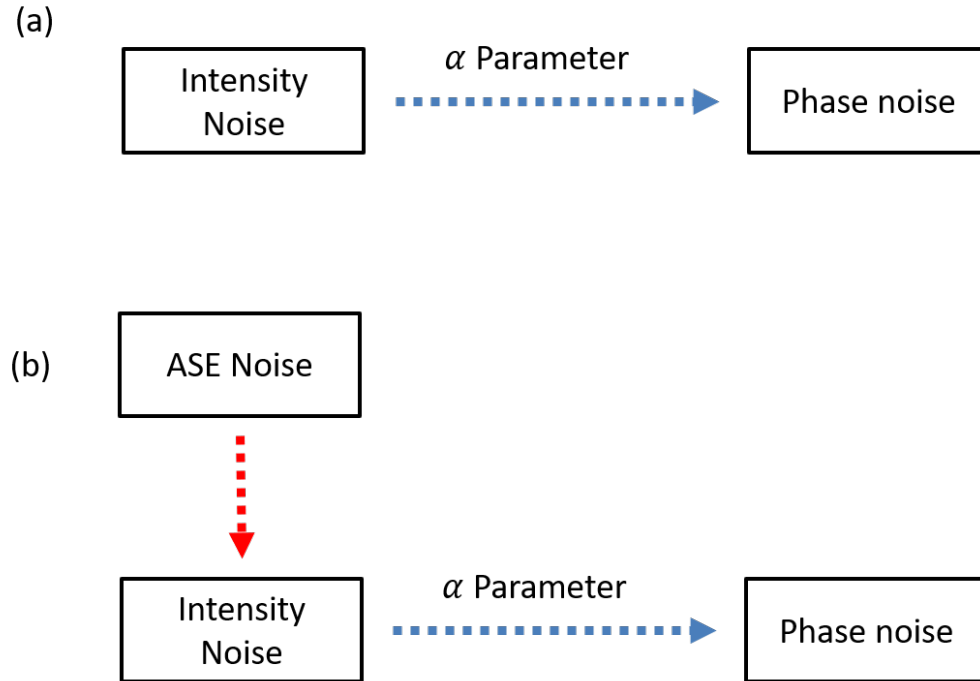 (a)
α Parameter
Intensity
Noise
Phase noise
(b)
ASE Noise
α Parameter
Intensity
Noise
Phase noise